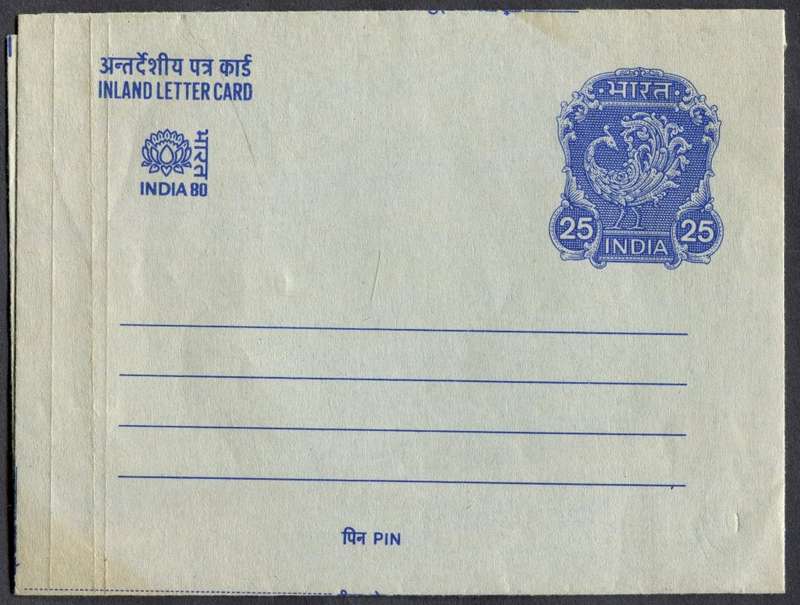 अन्तर्देशीय पत्र कार्ड
INLAND LETTER CARD
भारत
INDIA 80
भारत
25 25
INDIA
पिन PIN